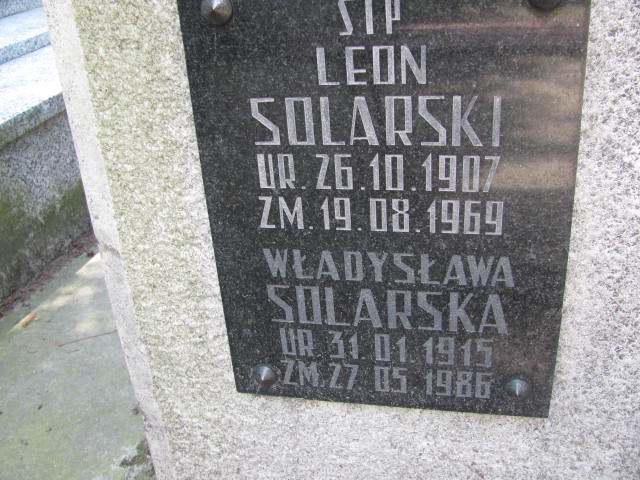 ŚTP
LEON
SOLARSKI
UR. 26.10.1907
ZM. 19.08.1969
WŁADYSŁAWA
SOLARSKA
UR. 31 01.1915
ZM. 27 05.1986